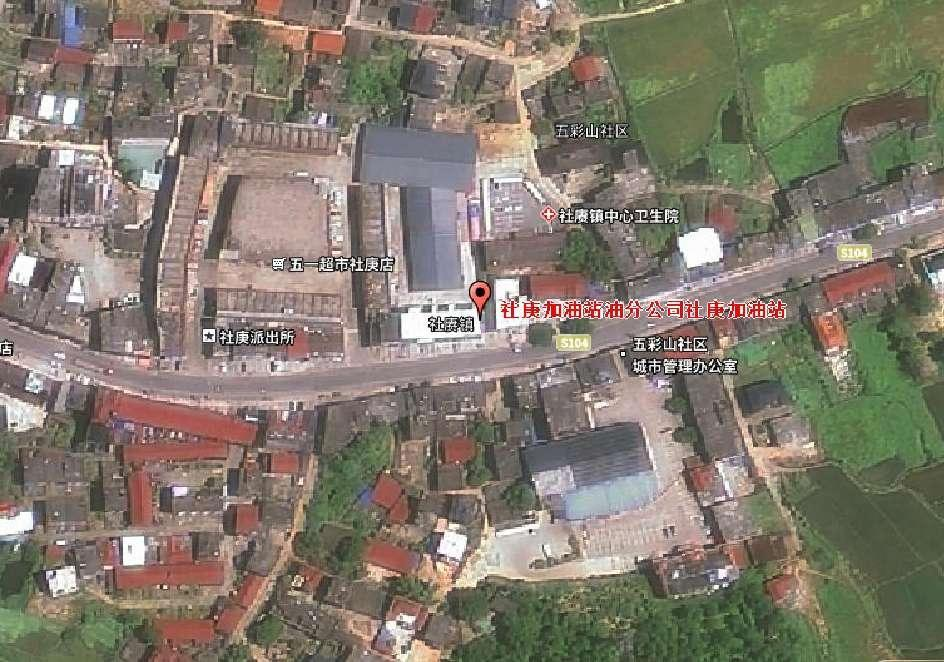 五彩山社区
社赓镇中心卫生院
S104
五一超市社庚店
社庚加油站油分公司社庚加油站
社赓镇
社庚派出所
S104
五彩山社区
城市管理办公室
店